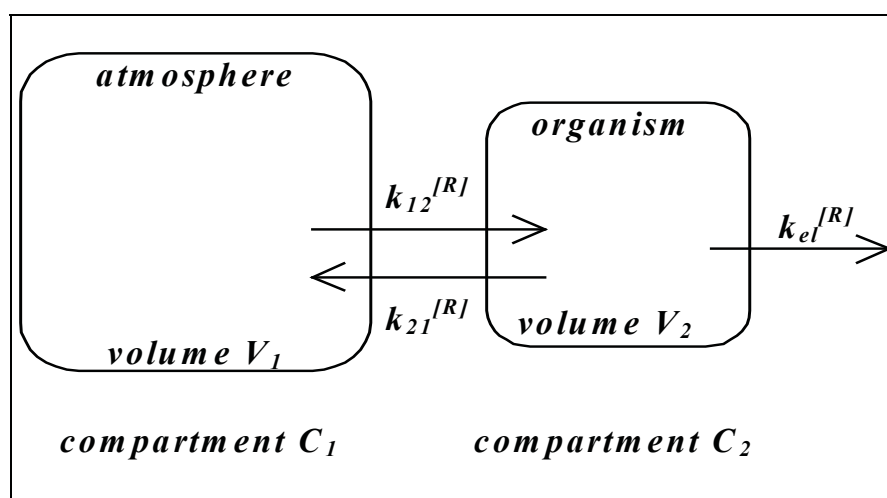 atmosphere
organism
k₁₂[R]
kₑₗ[R]
k₂₁[R]
volume V₂
volume V₁
compartment C₁
compartment C₂